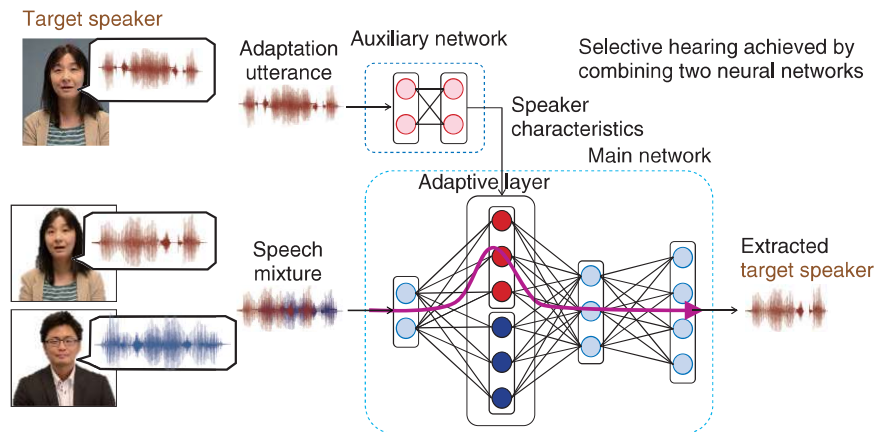 Target speaker
Adaptation
utterance
Auxiliary network
Selective hearing achieved by
combining two neural networks
Speaker
characteristics
Main network
Adaptive layer
Speech
mixture
Extracted
target speaker